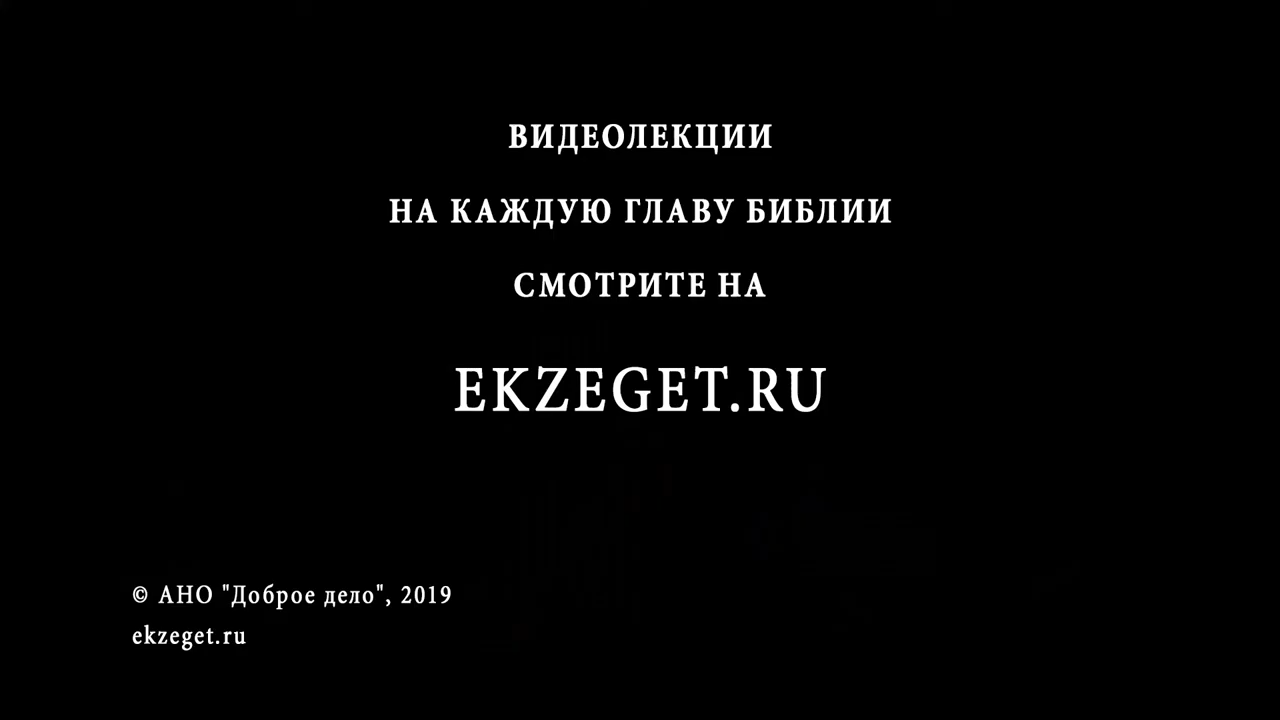 ВИДЕОЛЕКЦИИ
НА КАЖДУЮ ГЛАВУ БИБЛИИ
СМОТРИТЕ НА
EKZEGET.RU
© АНО "Доброе дело", 2019
ekzeget.ru